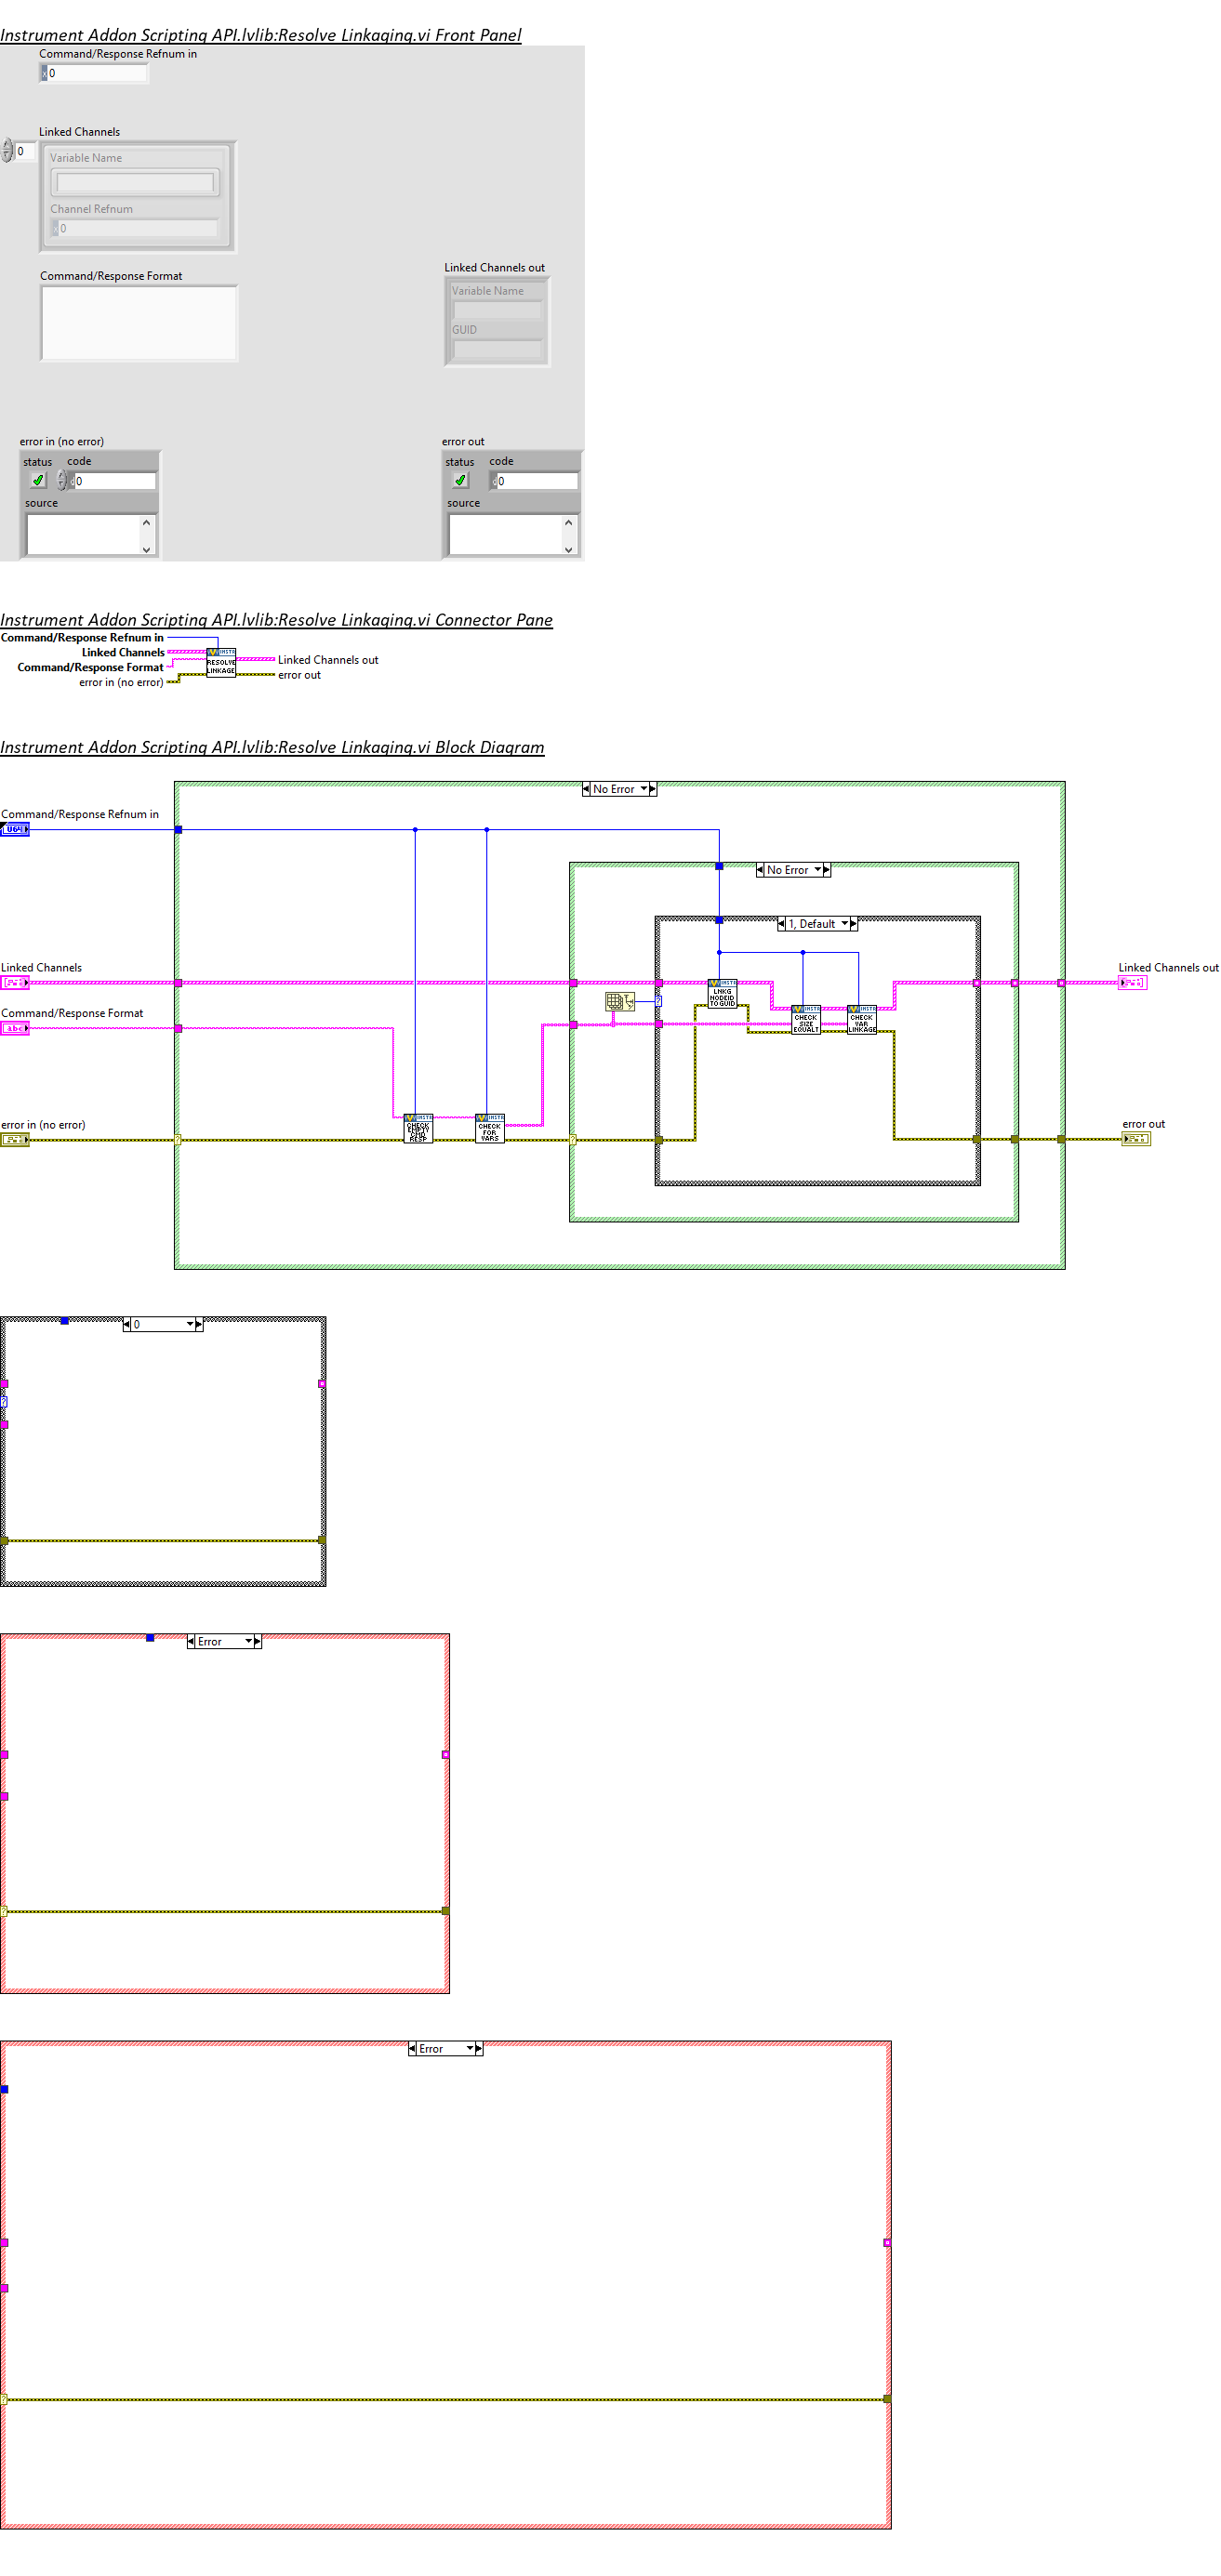 Instrument Addon Scripting API.lvlib:Resolve Linkaging.vi Front Panel
Command/Response Refnum in
x 0
Linked Channels
0
Variable Name
Channel Refnum
x 0
Command/Response Format
Linked Channels out
Variable Name
GUID
error in (no error)
status code
0
source
error out
status code
0
source
Instrument Addon Scripting API.lvlib:Resolve Linkaging.vi Connector Pane
Command/Response Refnum in
Linked Channels
Command/Response Format
error in (no error)
INSTR
RESOLVE
LINKAGE
Linked Channels out
error out
Instrument Addon Scripting API.lvlib:Resolve Linkaging.vi Block Diagram
No Error
Command/Response Refnum in
U64
No Error
1, Default
Linked Channels
Linked Channels out
INSTR
LNKG
NODEID
TO GUID
Command/Response Format
abc
INSTR
CHECK
SIZE
EQUALT
INSTR
CHECK
VAR
LINKAGE
error in (no error)
error out
INSTR
CHECK
EMPTY
CMD
RESP
INSTR
CHECK
FOR
VARS
0
Error
Error